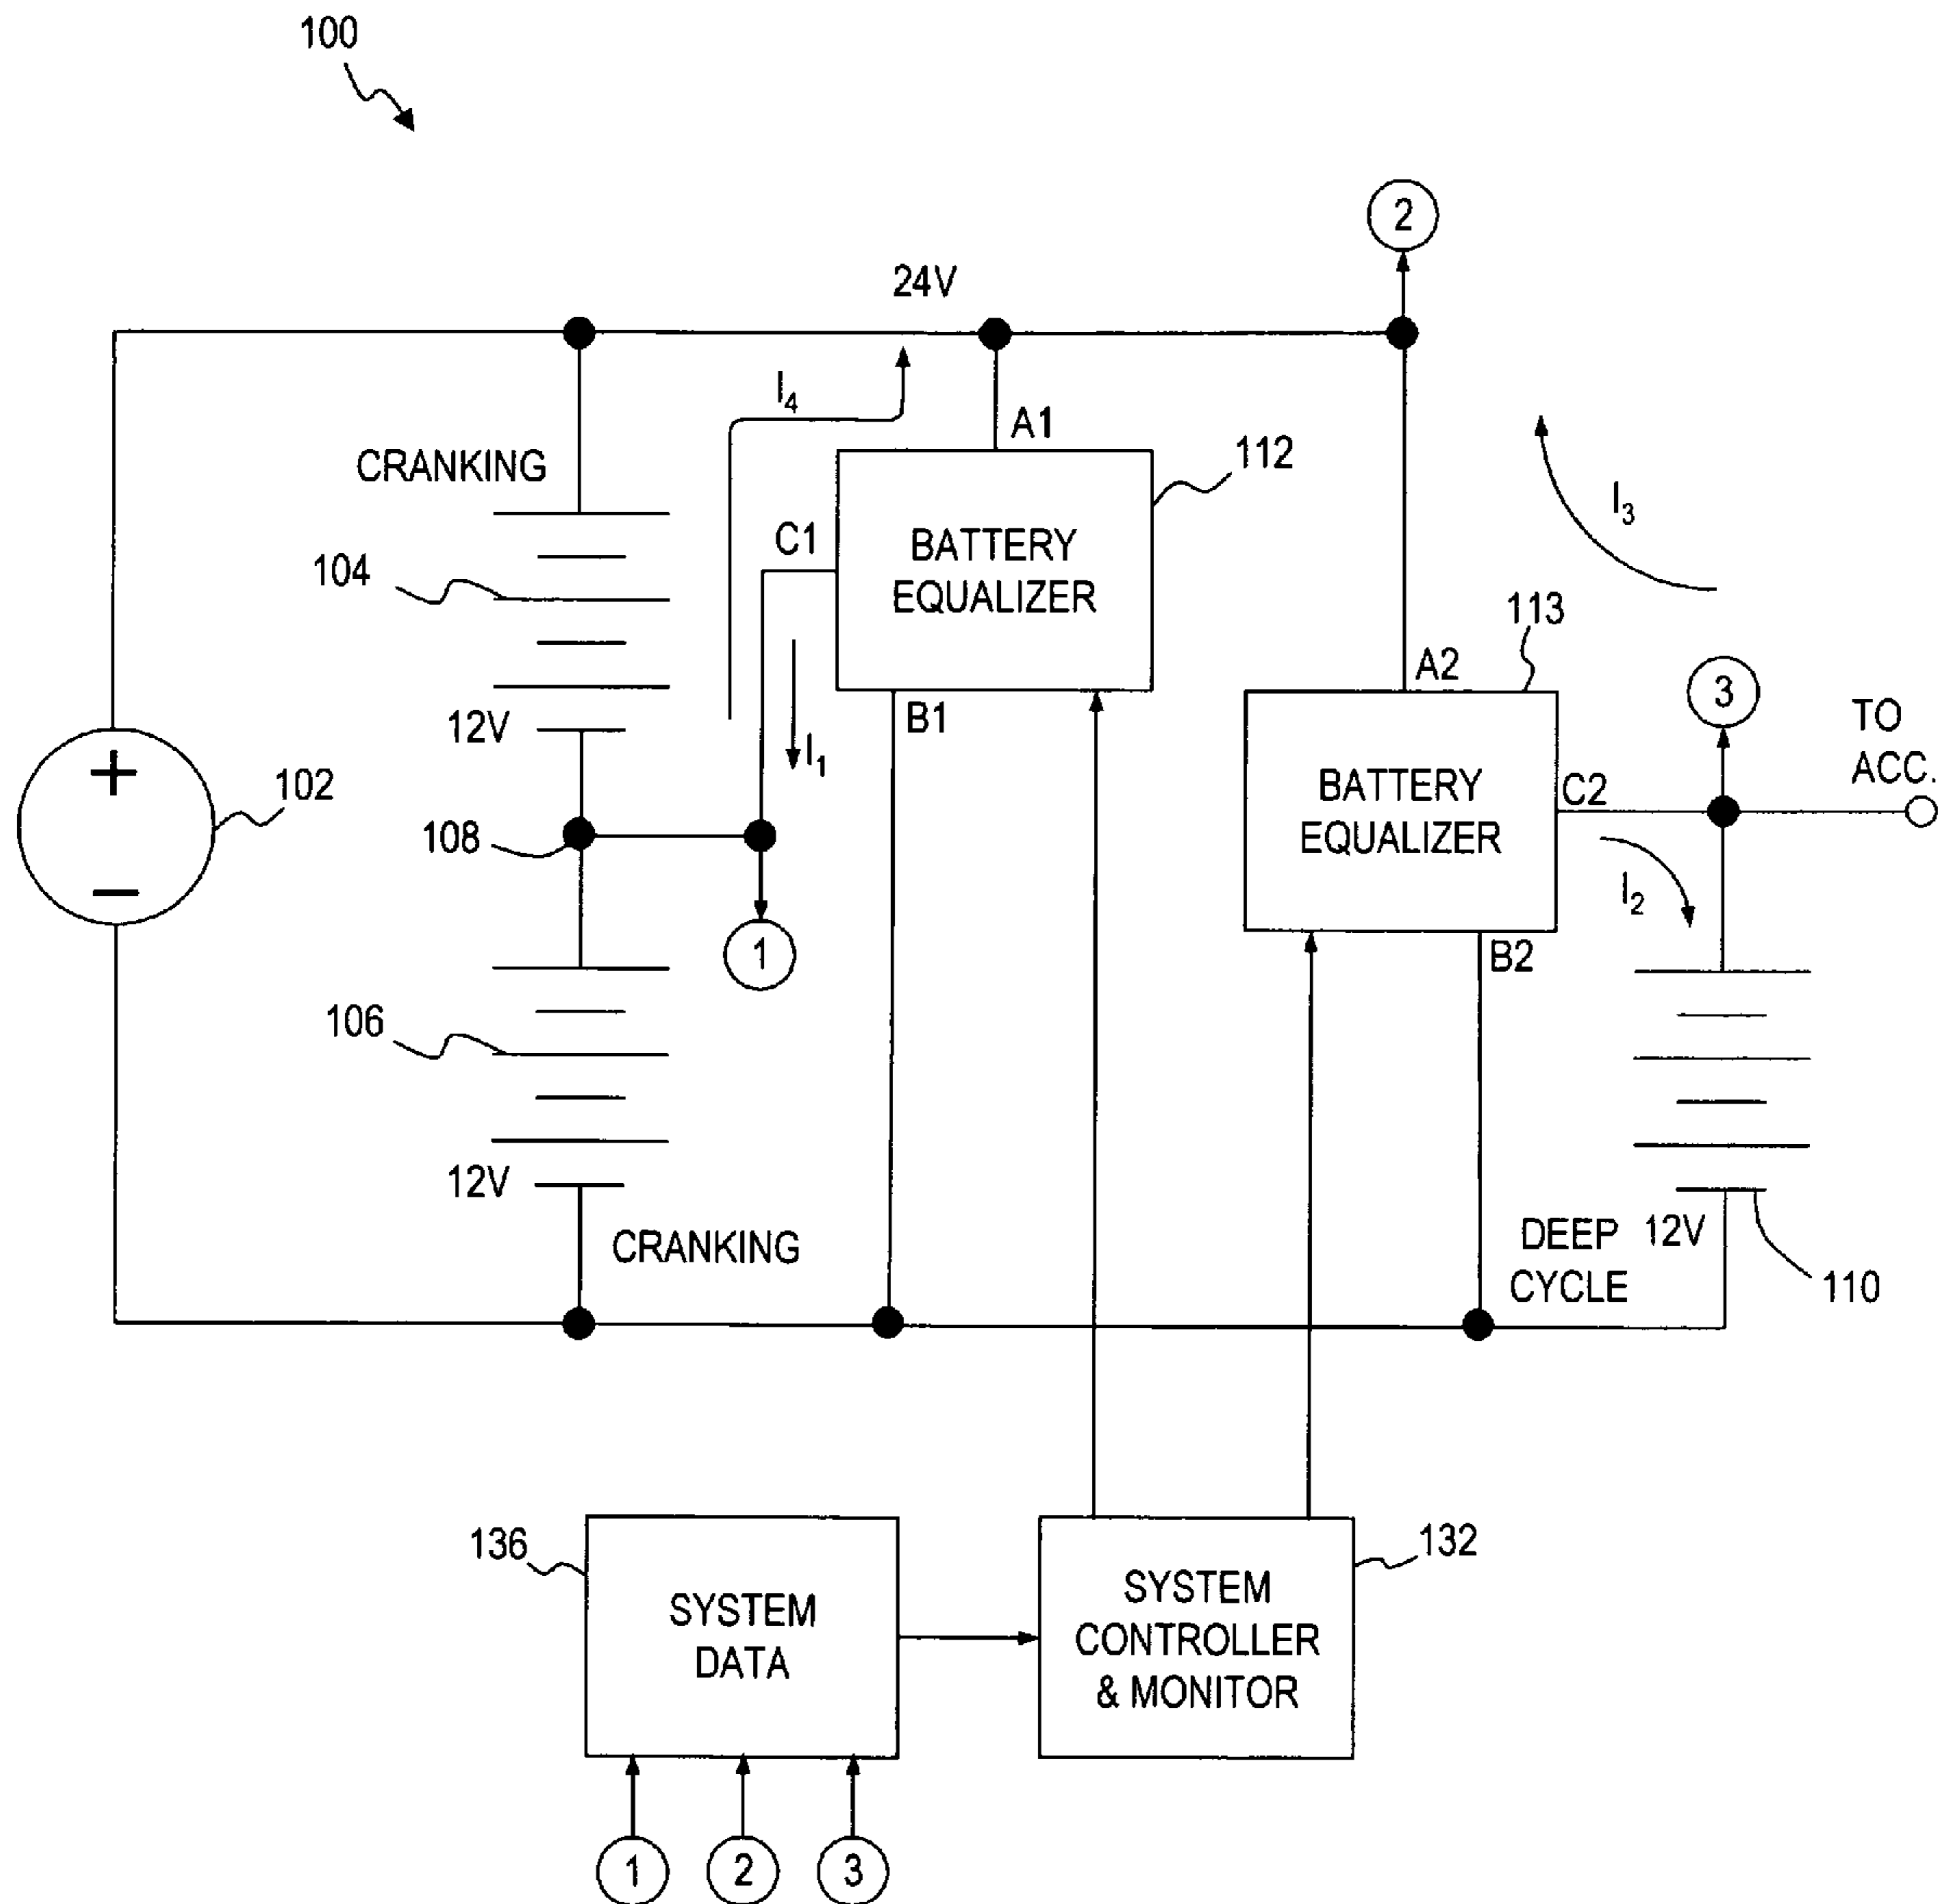 100
2
24V
I4
A1
CRANKING
112
C1
BATTERY
EQUALIZER
I3
104
113
A2
3
B1
12V
TO
ACC.
I1
+
102
BATTERY
EQUALIZER
C2
108
−
I2
1
B2
106
12V
DEEP
CYCLE
12V
CRANKING
110
136
132
SYSTEM
DATA
SYSTEM
CONTROLLER
& MONITOR
1
2
3